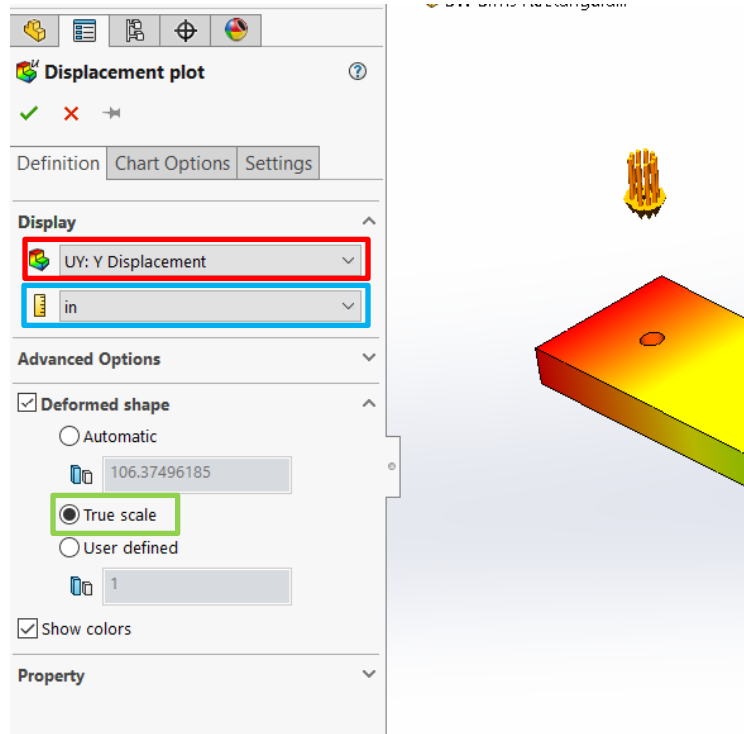 Displacement plot
Definition Chart Options Settings
Display
UY: Y Displacement
in
Advanced Options
Deformed shape
Automatic
106.37496185
True scale
User defined
1
Show colors
Property